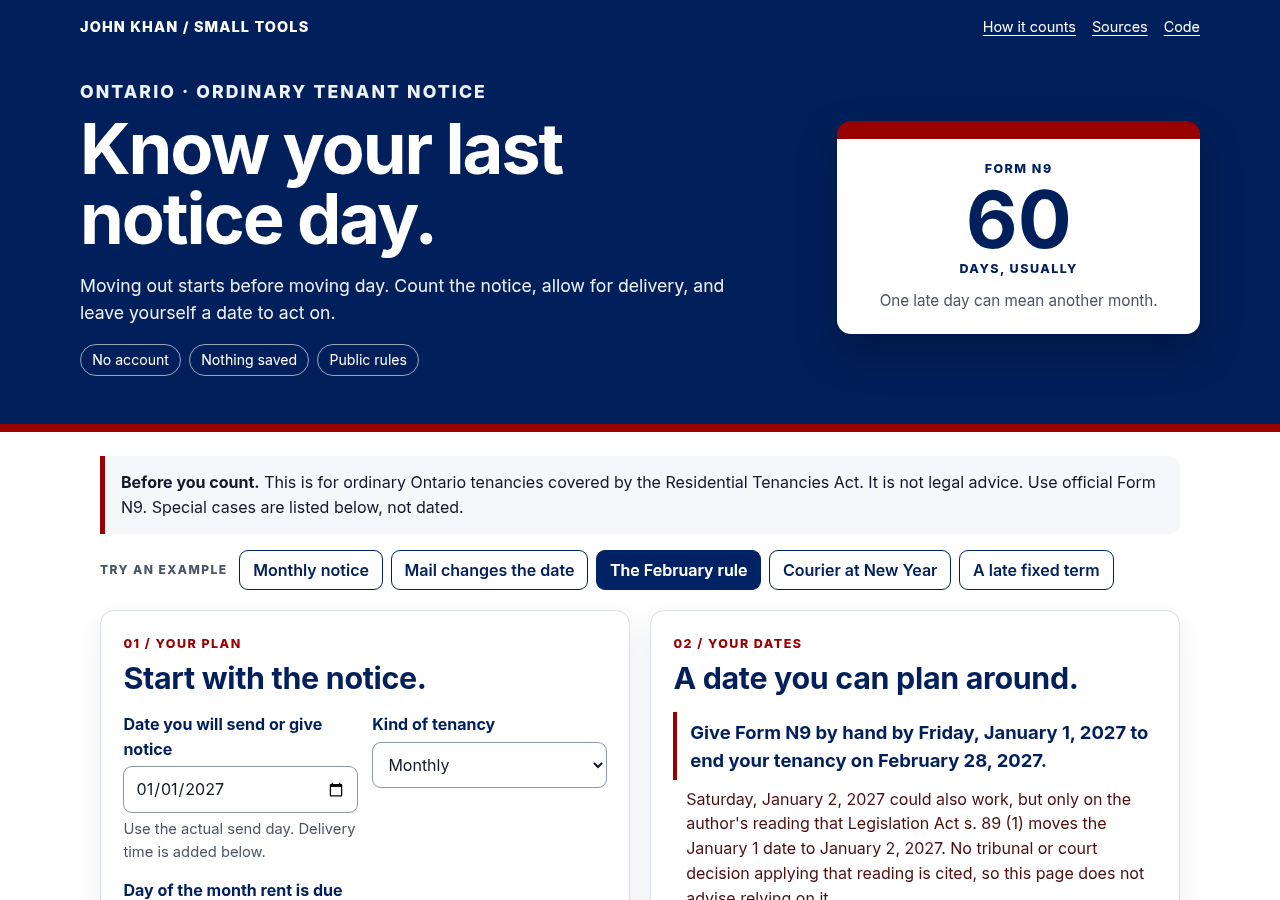 JOHN KHAN / SMALL TOOLS
How it counts Sources Code
ONTARIO · ORDINARY TENANT NOTICE
Know your last
notice day.
Moving out starts before moving day. Count the notice, allow for delivery, and
leave yourself a date to act on.
No account Nothing saved Public rules
FORM N9
60
DAYS, USUALLY
One late day can mean another month.
Before you count. This is for ordinary Ontario tenancies covered by the Residential Tenancies Act. It is not legal advice. Use official Form
N9. Special cases are listed below, not dated.
TRY AN EXAMPLE Monthly notice Mail changes the date The February rule Courier at New Year A late fixed term
01 / YOUR PLAN
Start with the notice.
Date you will send or give
notice
01/01/2027
Use the actual send day. Delivery
time is added below.
Kind of tenancy
Monthly
Day of the month rent is due
02 / YOUR DATES
A date you can plan around.
Give Form N9 by hand by Friday, January 1, 2027 to
end your tenancy on February 28, 2027.
Saturday, January 2, 2027 could also work, but only on the
author's reading that Legislation Act s. 89 (1) moves the
January 1 date to January 2, 2027. No tribunal or court
decision applying that reading is cited, so this page does not
advise relying on it.